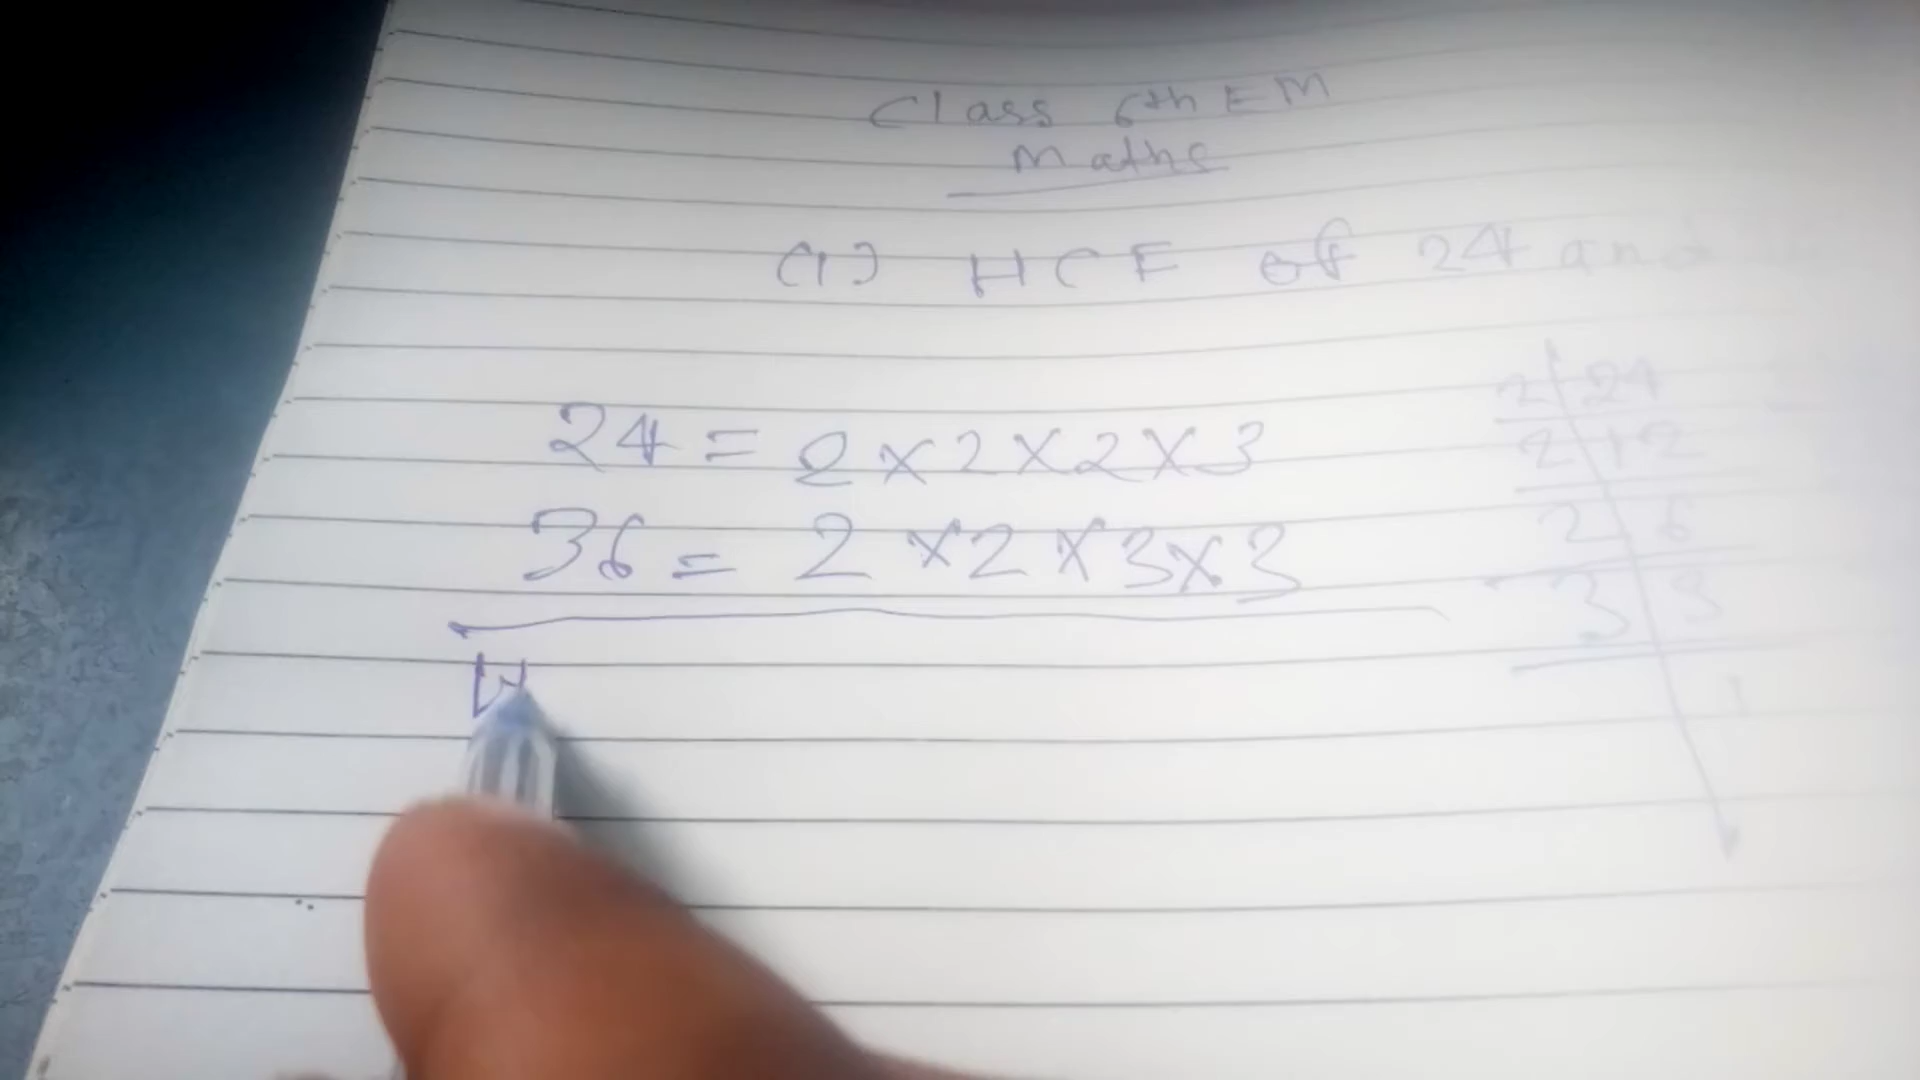 Class 6th EM
Maths
(1) HCF of 24 and
24 = 2 × 2 × 2 × 3
36 = 2 × 2 × 3 × 3
2 24
2 12
2 6
3 3
1